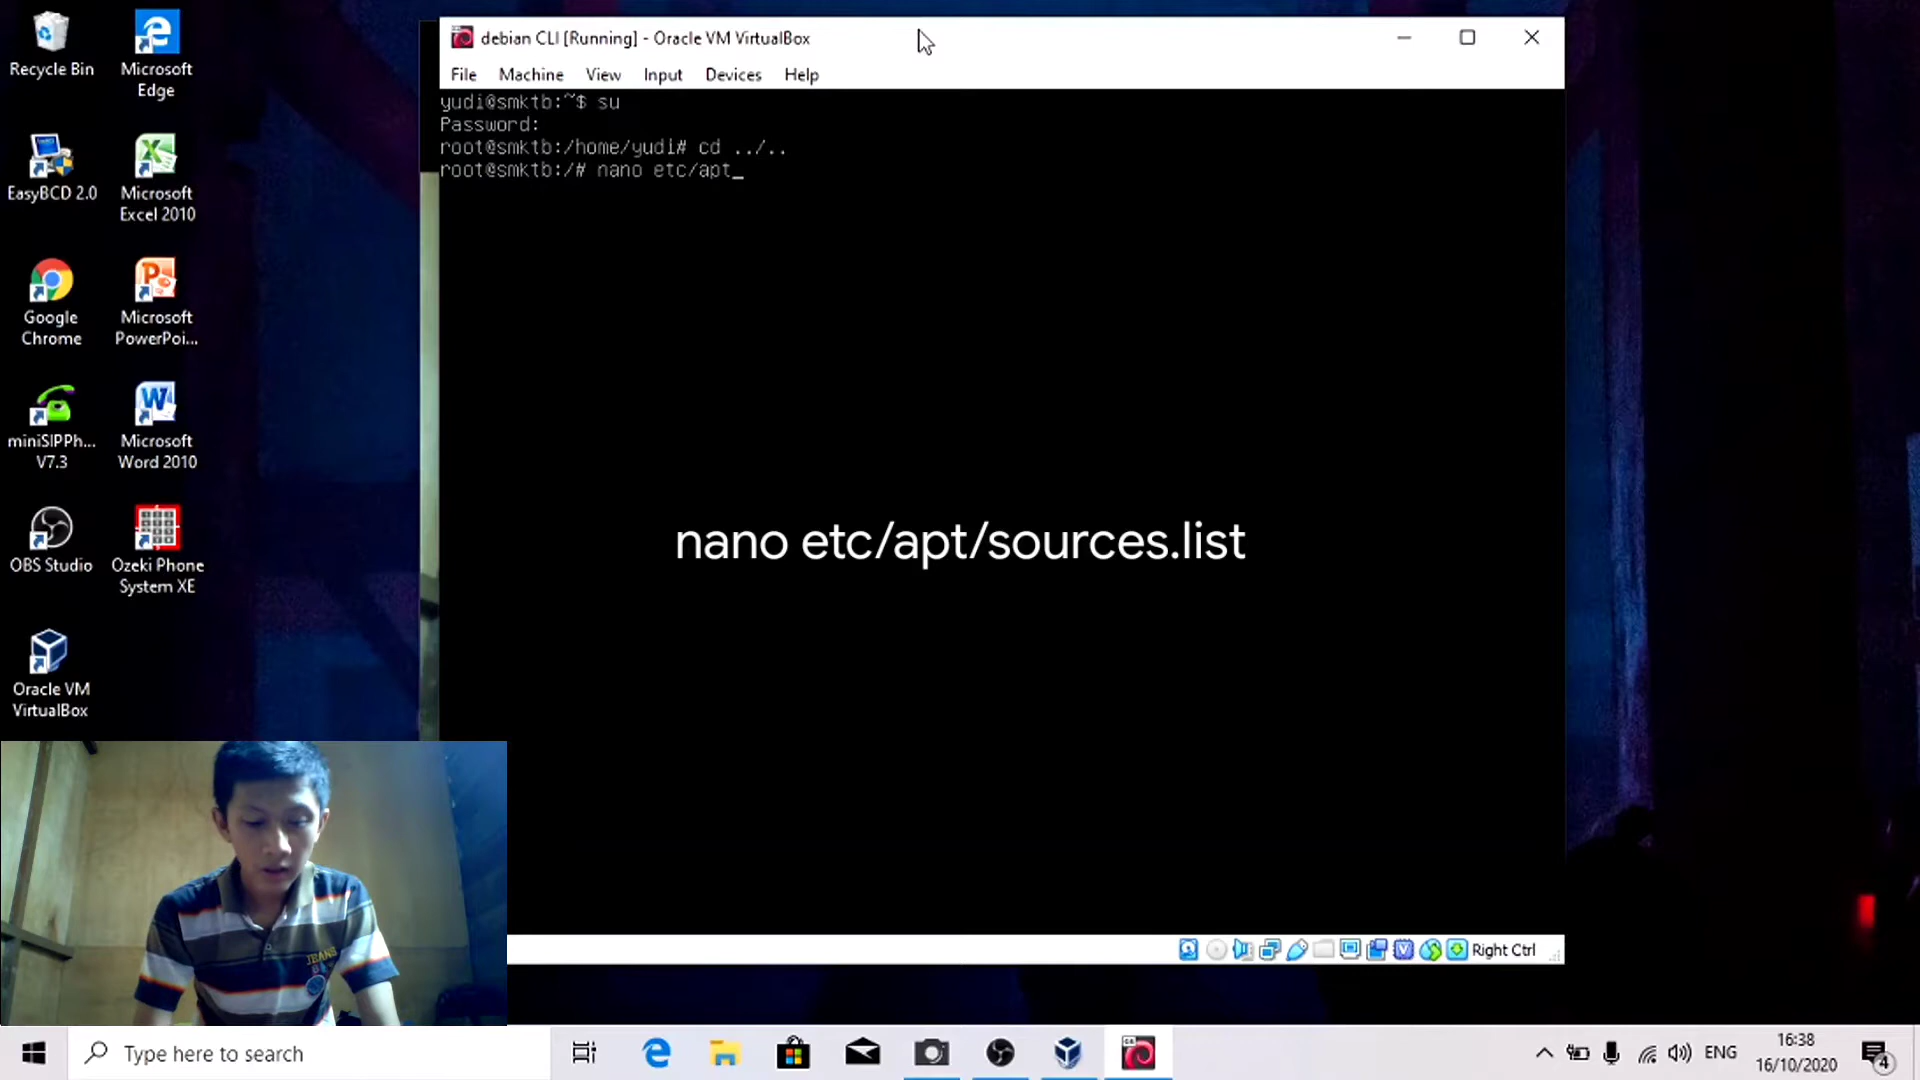 Recycle Bin
Microsoft
Edge
EasyBCD 2.0
Microsoft
Excel 2010
Google
Chrome
Microsoft
PowerPoi...
miniSIPPh...
V7.3
Microsoft
Word 2010
OBS Studio
Ozeki Phone
System XE
Oracle VM
VirtualBox
debian CLI [Running] - Oracle VM VirtualBox
File Machine View Input Devices Help
yudi@smktb:~$ su
Password:
root@smktb:/home/yudi# cd ../..
root@smktb:/# nano etc/apt_
nano etc/apt/sources.list
JEANS
Right Ctrl
Type here to search
ENG
16:38
16/10/2020
4